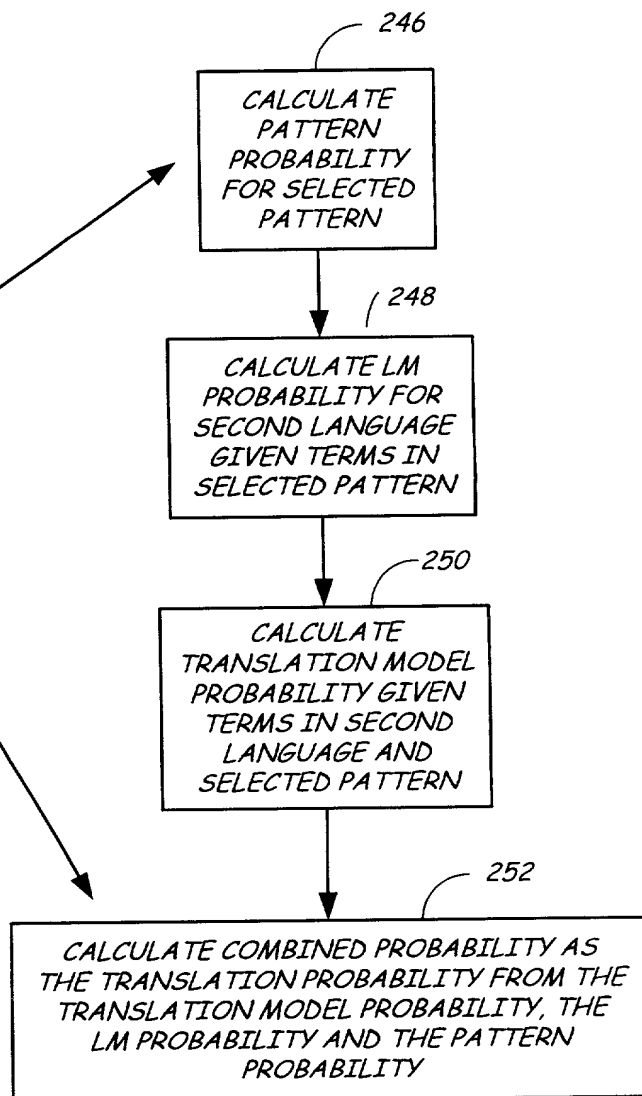 246
CALCULATE
PATTERN
PROBABILITY
FOR SELECTED
PATTERN
248
CALCULATE LM
PROBABILITY FOR
SECOND LANGUAGE
GIVEN TERMS IN
SELECTED PATTERN
250
CALCULATE
TRANSLATION MODEL
PROBABILITY GIVEN
TERMS IN SECOND
LANGUAGE AND
SELECTED PATTERN
252
CALCULATE COMBINED PROBABILITY AS
THE TRANSLATION PROBABILITY FROM THE
TRANSLATION MODEL PROBABILITY, THE
LM PROBABILITY AND THE PATTERN
PROBABILITY